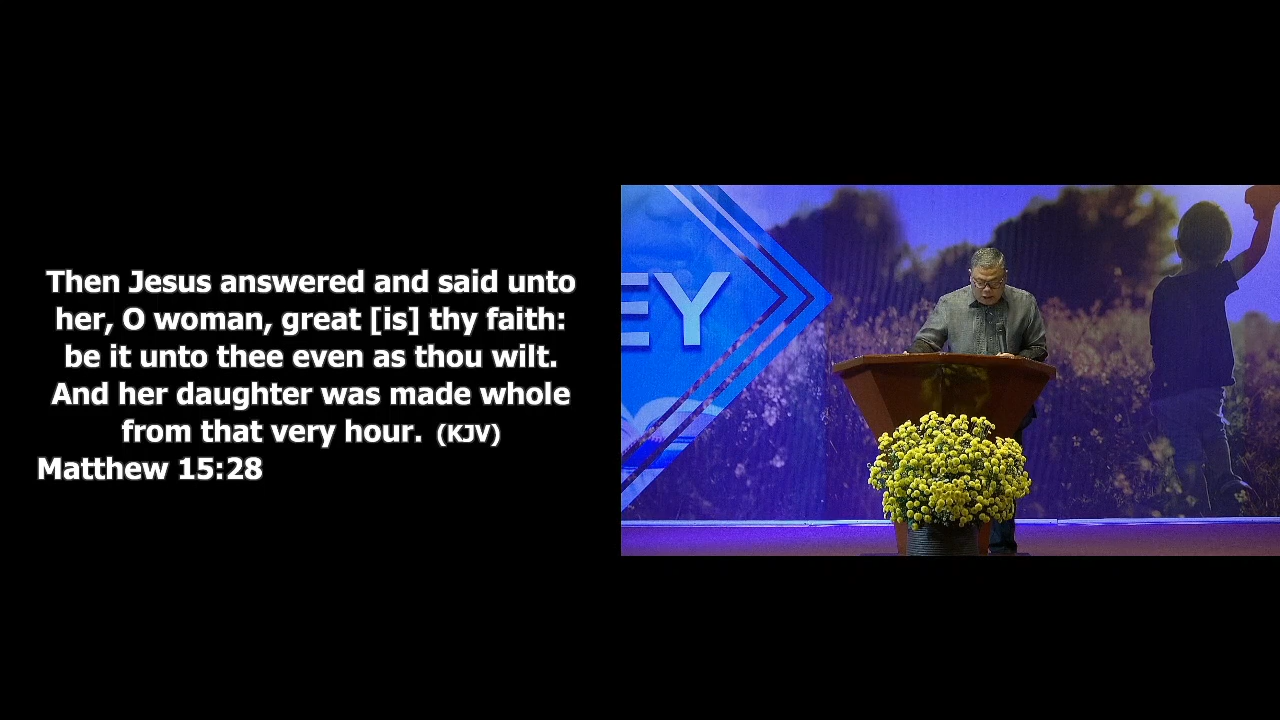 Then Jesus answered and said unto
her, O woman, great [is] thy faith:
be it unto thee even as thou wilt.
And her daughter was made whole
from that very hour. (KJV)
Matthew 15:28
EY